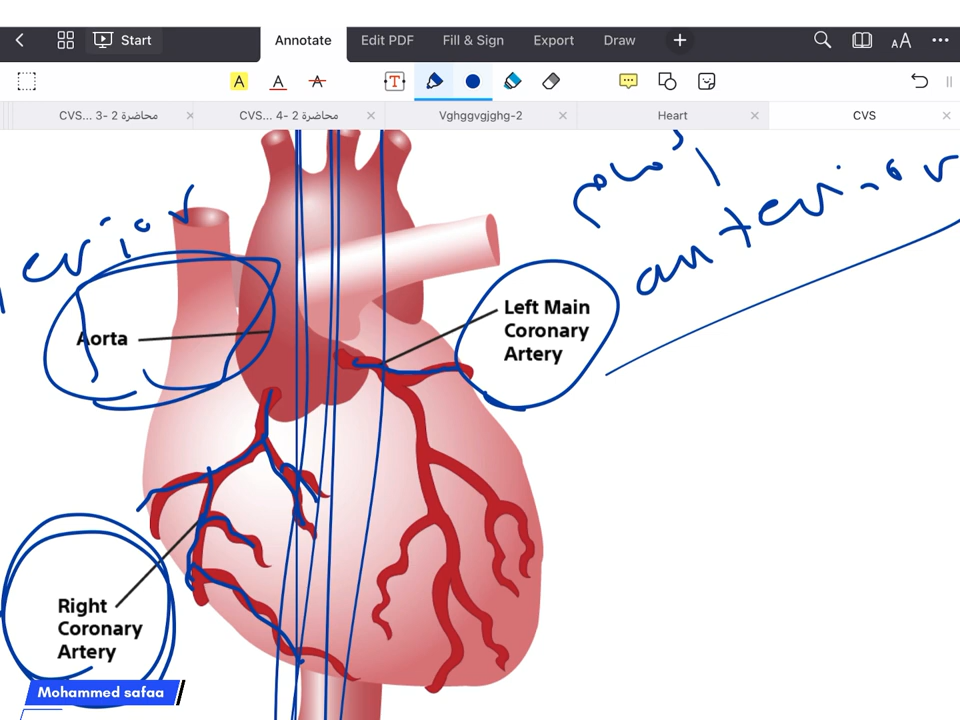 Start
Annotate
Edit PDF
Fill & Sign
Export
Draw
A
A
A
T
محاضرة 2 -3 ...CVS
محاضرة 2 -4 ...CVS
Vghggvgjghg-2
Heart
CVS
anterior
erior
Aorta
Left Main
Coronary
Artery
Right
Coronary
Artery
Mohammed safaa